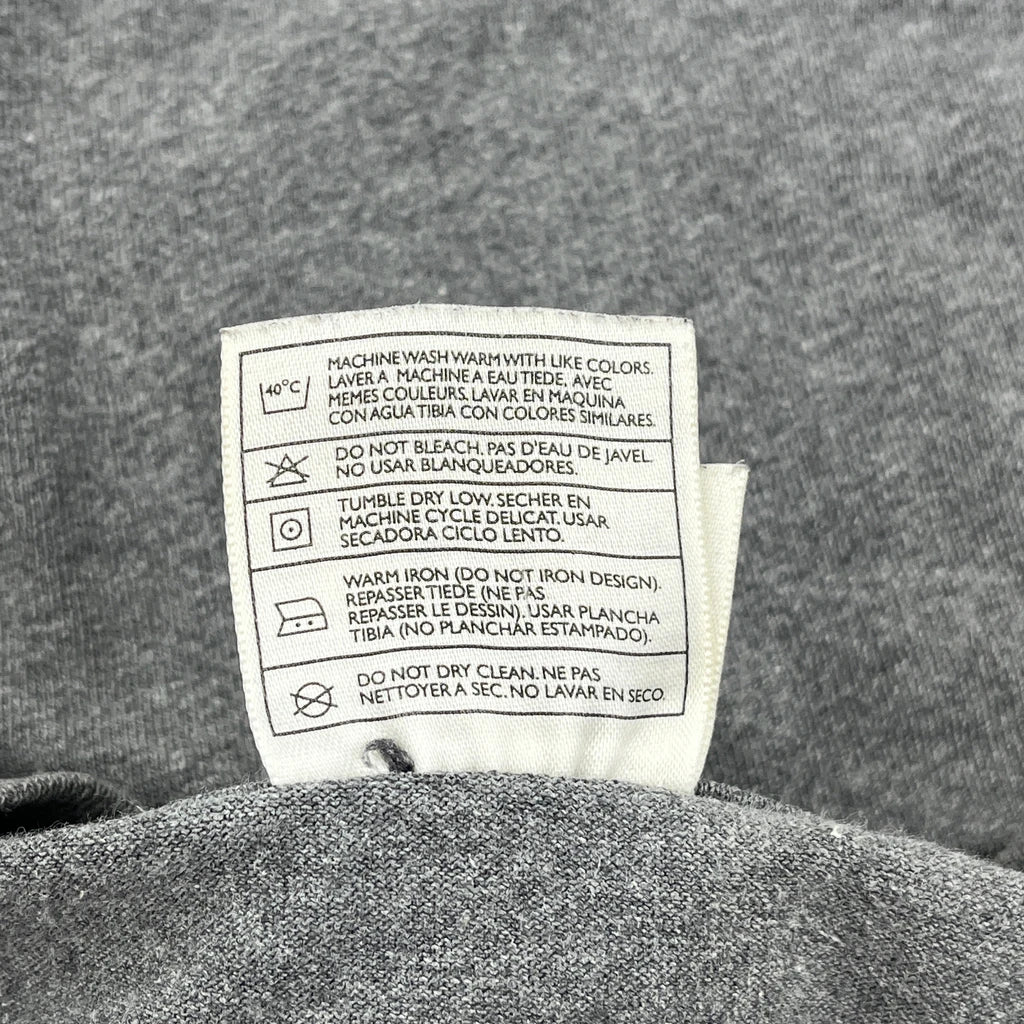 40°C
MACHINE WASH WARM WITH LIKE COLORS.
LAVER A MACHINE A EAU TIEDE, AVEC
MEMES COULEURS. LAVAR EN MAQUINA
CON AGUA TIBIA CON COLORES SIMILARES.
DO NOT BLEACH. PAS D'EAU DE JAVEL.
NO USAR BLANQUEADORES.
TUMBLE DRY LOW. SECHER EN
MACHINE CYCLE DELICAT. USAR
SECADORA CICLO LENTO.
WARM IRON (DO NOT IRON DESIGN).
REPASSER TIEDE (NE PAS
REPASSER LE DESSIN). USAR PLANCHA
TIBIA (NO PLANCHAR ESTAMPADO).
DO NOT DRY CLEAN. NE PAS
NETTOYER A SEC. NO LAVAR EN SECO.